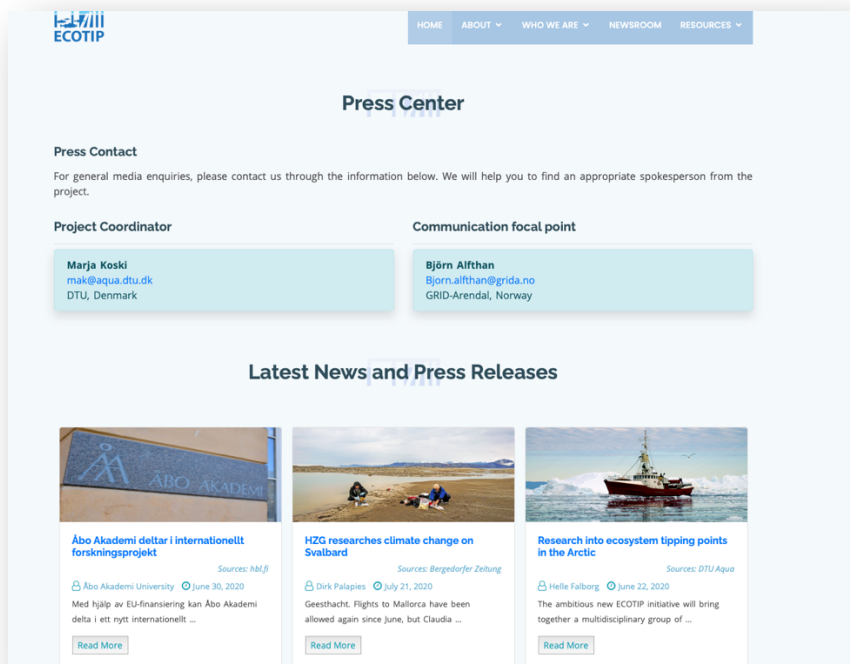 ECOTIP
HOME ABOUT WHO WE ARE NEWSROOM RESOURCES
Press Center
Press Contact
For general media enquiries, please contact us through the information below. We will help you to find an appropriate spokesperson from the
project.
Project Coordinator
Marja Koski
mak@aqua.dtu.dk
DTU, Denmark
Communication focal point
Björn Alfthan
Bjorn.alfthan@grida.no
GRID-Arendal, Norway
Latest News and Press Releases
ÅBO AKADEMI
Åbo Akademi deltar i internationellt
forskningsprojekt
Sources: hbl.fi
Åbo Akademi University June 30, 2020
Med hjälp av EU-finansiering kan Åbo Akademi
delta i ett nytt internationellt ...
Read More
HZG researches climate change on
Svalbard
Sources: Bergedorfer Zeitung
Dirk Palapies July 21, 2020
Geesthacht. Flights to Mallorca have been
allowed again since June, but Claudia ...
Read More
Research into ecosystem tipping points
in the Arctic
Sources: DTU Aqua
Helle Falborg June 22, 2020
The ambitious new ECOTIP initiative will bring
together a multidisciplinary group of ...
Read More